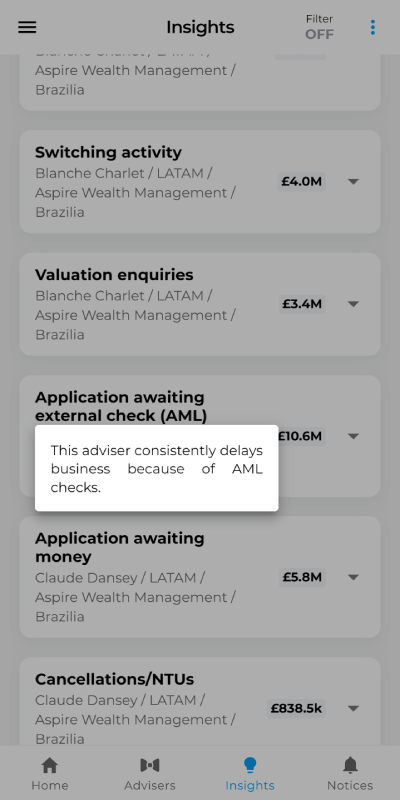 Insights
Filter
OFF
Aspire Wealth Management /
Brazilia
Switching activity
Blanche Charlet / LATAM /
Aspire Wealth Management /
Brazilia
£4.0M
Valuation enquiries
Blanche Charlet / LATAM /
Aspire Wealth Management /
Brazilia
£3.4M
Application awaiting
external check (AML)
£10.6M
This adviser consistently delays
business because of AML
checks.
Application awaiting
money
Claude Dansey / LATAM /
Aspire Wealth Management /
Brazilia
£5.8M
Cancellations/NTUs
Claude Dansey / LATAM /
Aspire Wealth Management /
Brazilia
£838.5k
Home
Advisers
Insights
Notices